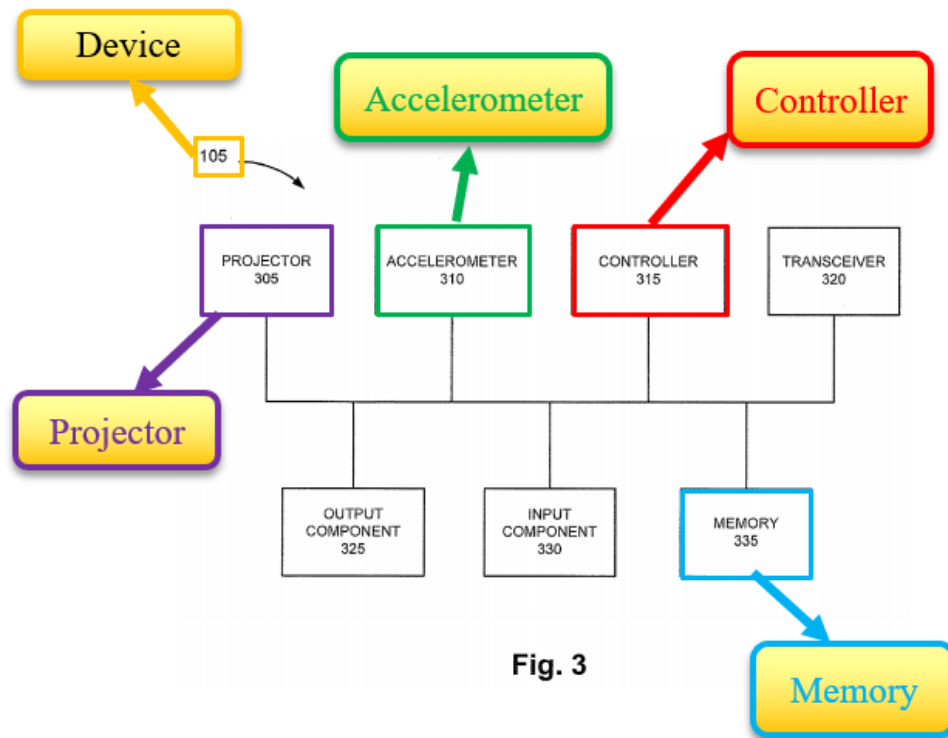 Device
Accelerometer
Controller
105
PROJECTOR
305
ACCELEROMETER
310
CONTROLLER
315
TRANSCEIVER
320
Projector
OUTPUT
COMPONENT
325
INPUT
COMPONENT
330
MEMORY
335
Fig. 3
Memory